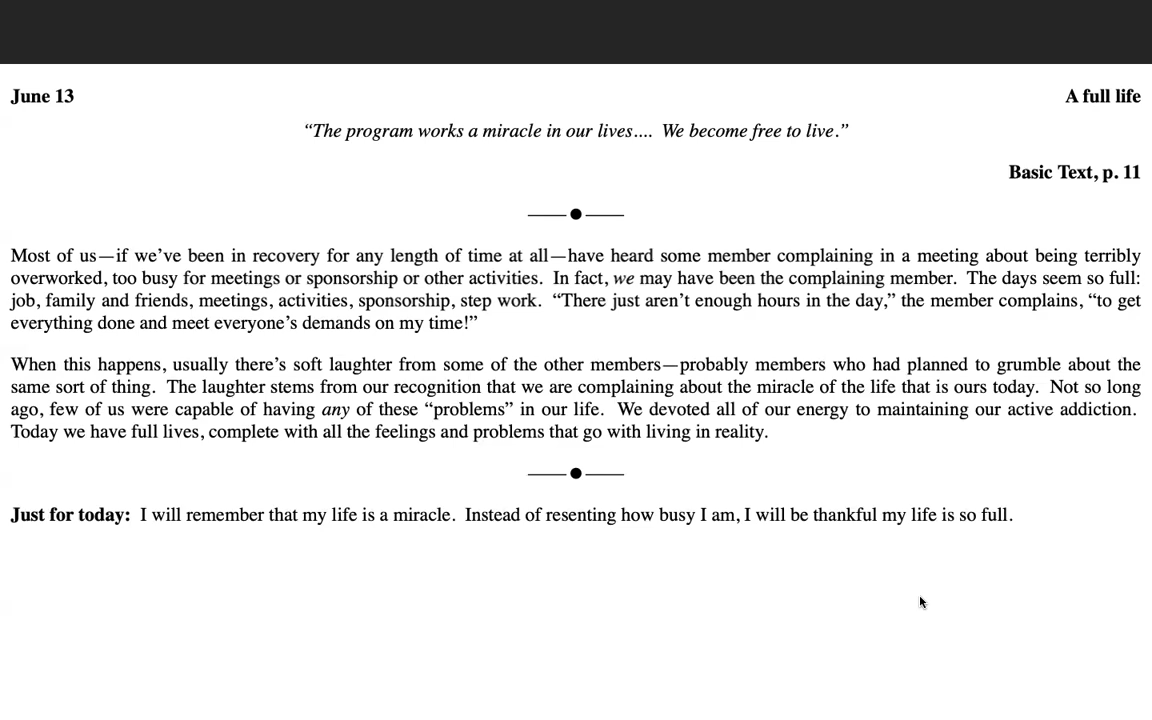 June 13
A full life
“The program works a miracle in our lives....  We become free to live.”
Basic Text, p. 11
Most of us—if we’ve been in recovery for any length of time at all—have heard some member complaining in a meeting about being terribly
overworked, too busy for meetings or sponsorship or other activities.  In fact, we may have been the complaining member.  The days seem so full:
job, family and friends, meetings, activities, sponsorship, step work.  “There just aren’t enough hours in the day,” the member complains, “to get
everything done and meet everyone’s demands on my time!”
When this happens, usually there’s soft laughter from some of the other members—probably members who had planned to grumble about the
same sort of thing.  The laughter stems from our recognition that we are complaining about the miracle of the life that is ours today.  Not so long
ago, few of us were capable of having any of these “problems” in our life.  We devoted all of our energy to maintaining our active addiction.
Today we have full lives, complete with all the feelings and problems that go with living in reality.
Just for today:  I will remember that my life is a miracle.  Instead of resenting how busy I am, I will be thankful my life is so full.